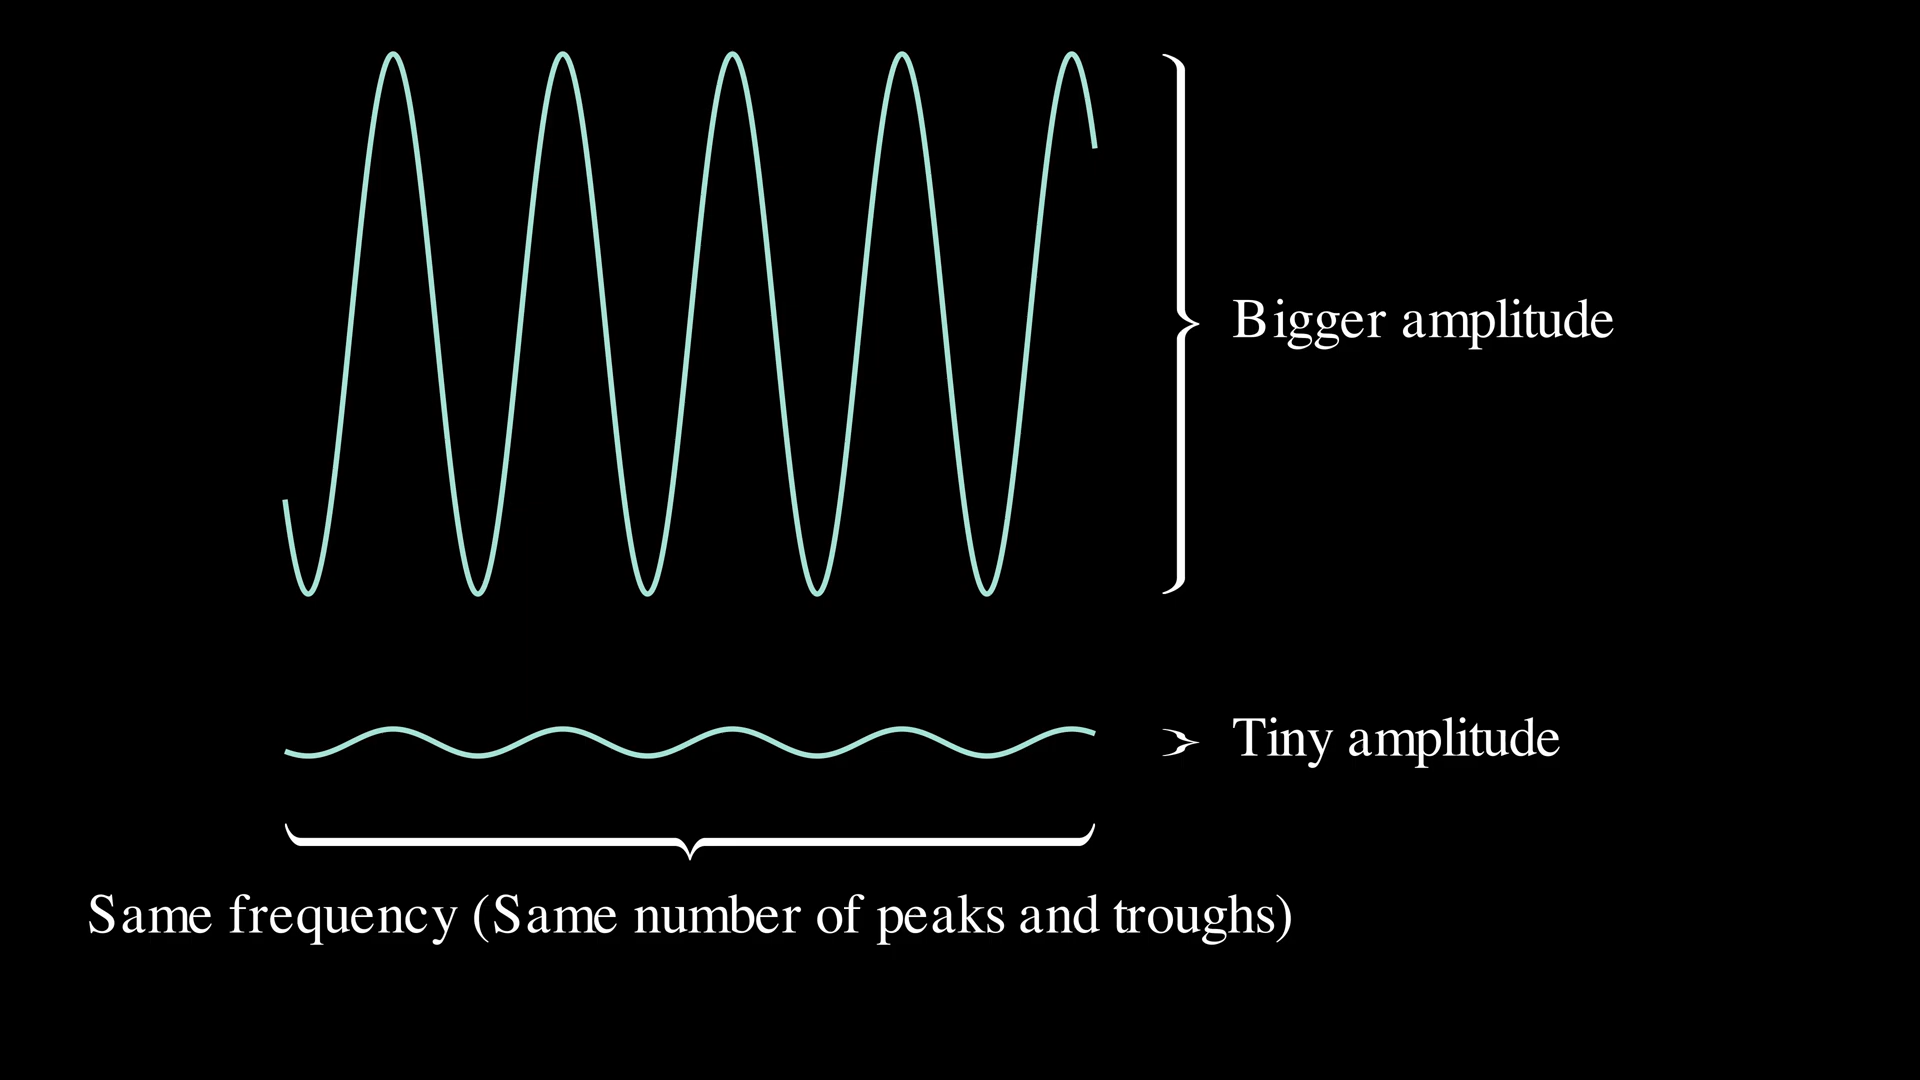 Bigger amplitude
Tiny amplitude
Same frequency (Same number of peaks and troughs)